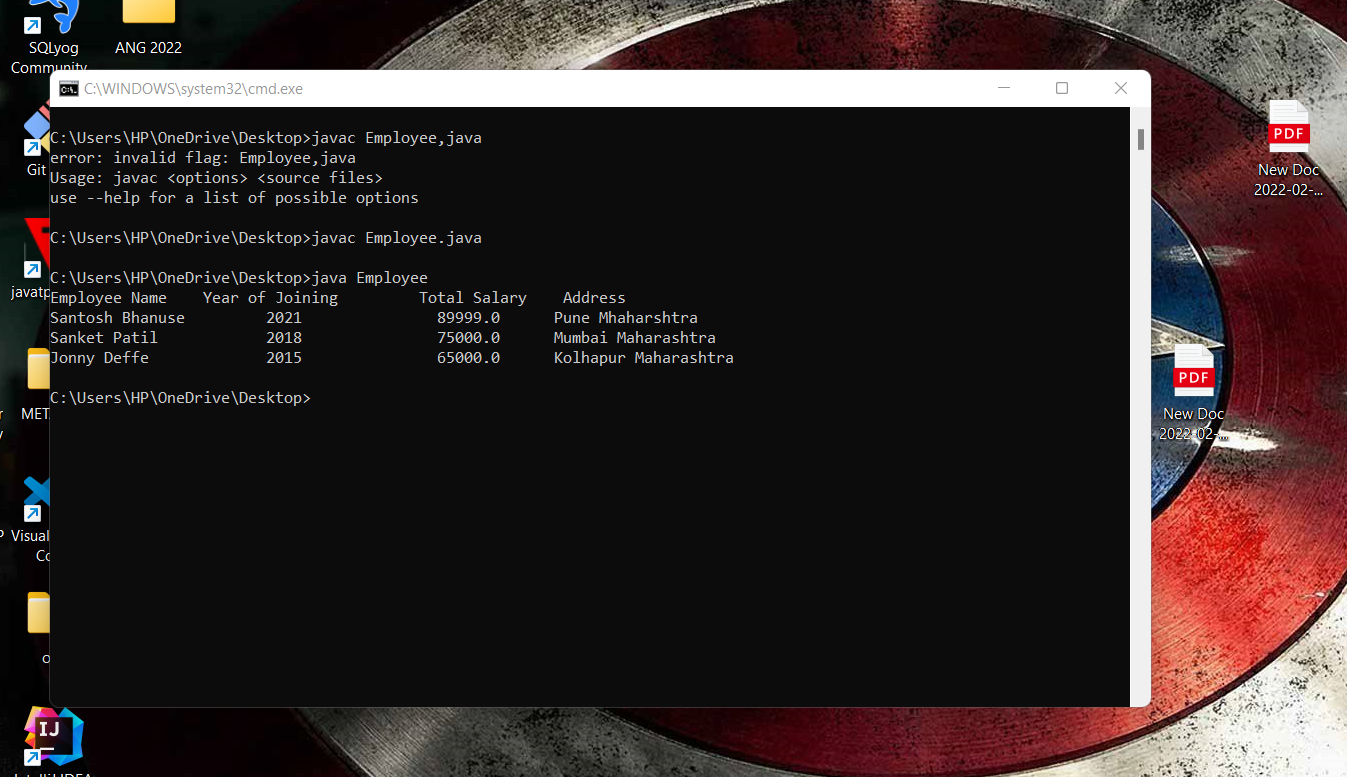 SQLyog
Community
ANG 2022
C:\WINDOWS\system32\cmd.exe
C:\Users\HP\OneDrive\Desktop>javac Employee,java
error: invalid flag: Employee,java
Usage: javac <options> <source files>
use --help for a list of possible options
C:\Users\HP\OneDrive\Desktop>javac Employee.java
C:\Users\HP\OneDrive\Desktop>java Employee
Employee Name    Year of Joining         Total Salary    Address
Santosh Bhanuse         2021               89999.0      Pune Mhaharshtra
Sanket Patil            2018               75000.0      Mumbai Maharashtra
Jonny Deffe             2015               65000.0      Kolhapur Maharashtra
C:\Users\HP\OneDrive\Desktop>
Git
javatp
MET
Visual
Co
IJ
PDF
New Doc
2022-02-...
PDF
New Doc
2022-02-...